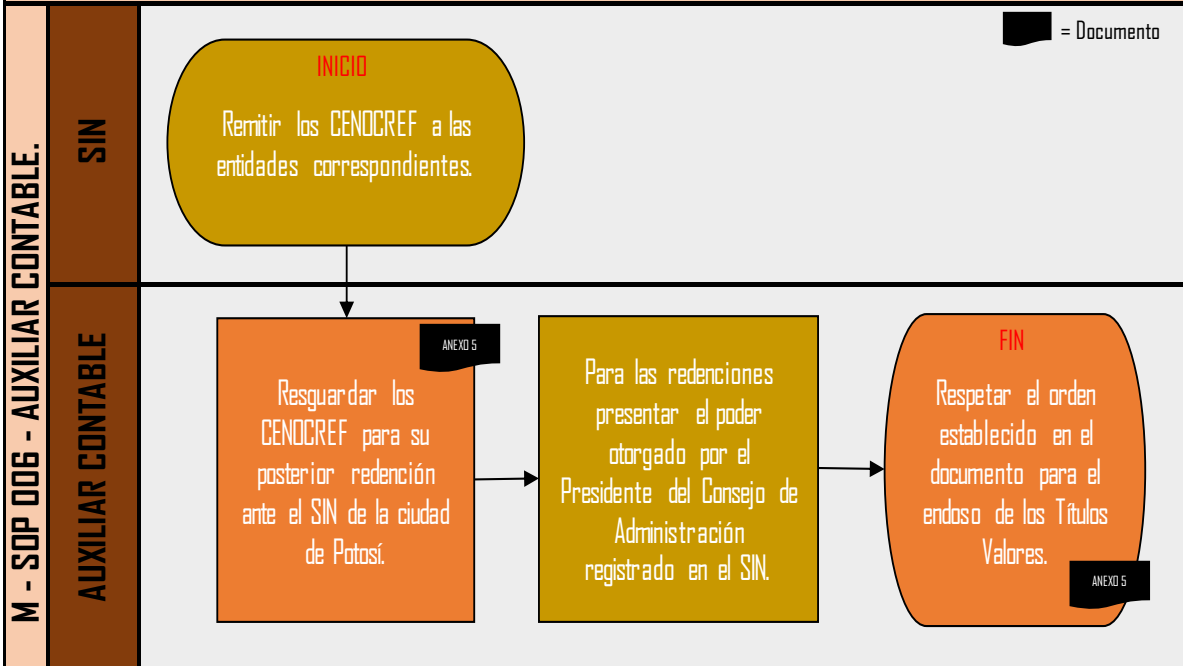 M - SDP 006 - AUXILIAR CONTABLE.
SIN
= Documento
INICIO
Remitir los CENOCREF a las
entidades correspondientes.
AUXILIAR CONTABLE
ANEXO 5
Resguardar los
CENOCREF para su
posterior redención
ante el SIN de la ciudad
de Potosí.
Para las redenciones
presentar el poder
otorgado por el
Presidente del Consejo de
Administración
registrado en el SIN.
FIN
Respetar el orden
establecido en el
documento para el
endoso de los Títulos
Valores.
ANEXO 5